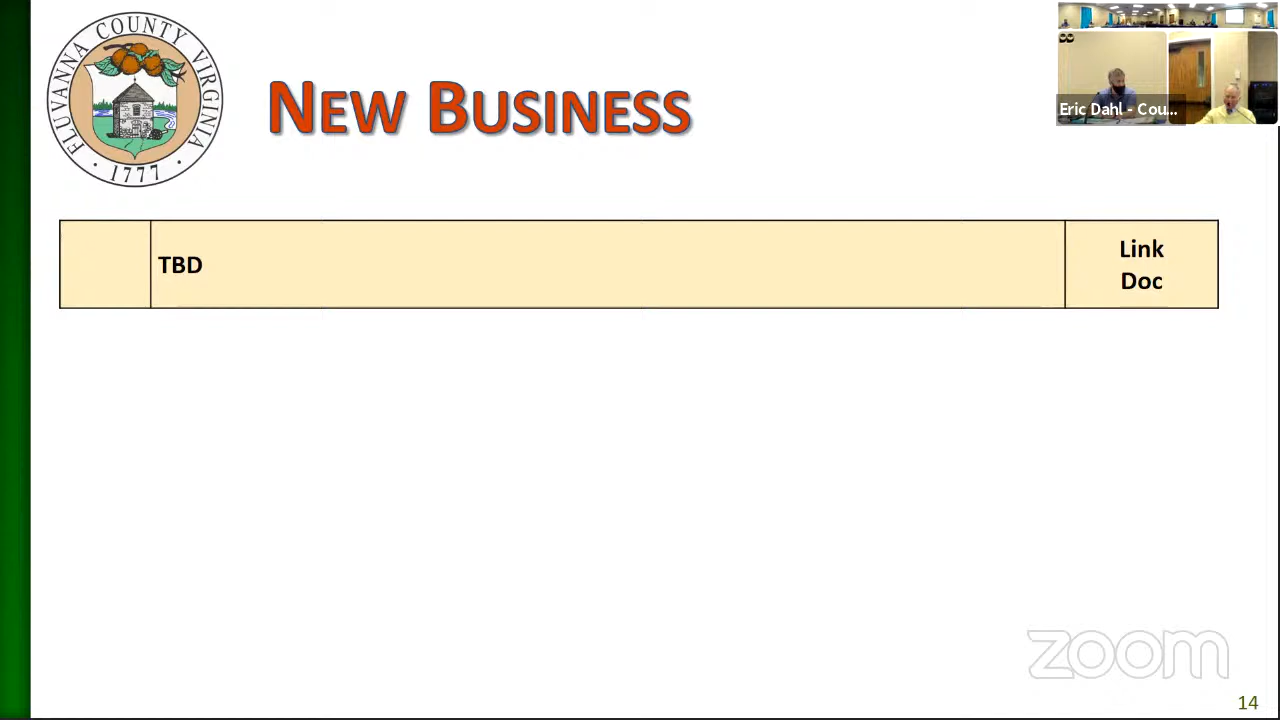 FLUVANNA COUNTY VIRGINIA
· 1777 ·
NEW BUSINESS
Eric Dahl - Cou...
TBD
Link
Doc
zoom
14